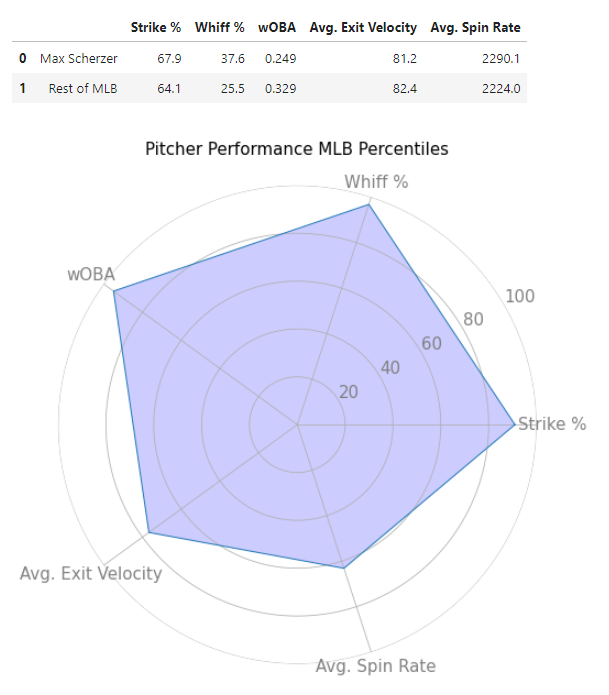 Strike % Whiff % wOBA Avg. Exit Velocity Avg. Spin Rate
0 Max Scherzer 67.9 37.6 0.249 81.2 2290.1
1 Rest of MLB 64.1 25.5 0.329 82.4 2224.0
Pitcher Performance MLB Percentiles
Whiff %
wOBA
100
80
60
40
20
Strike %
Avg. Exit Velocity
Avg. Spin Rate